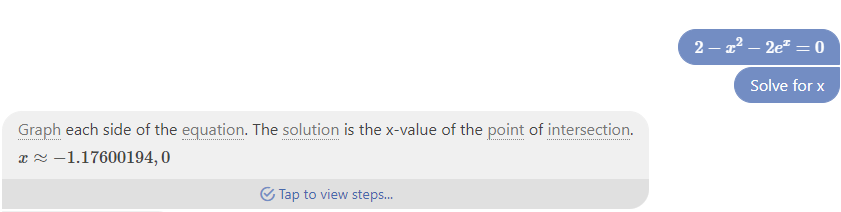 2 − x² − 2eˣ = 0
Solve for x
Graph each side of the equation. The solution is the x-value of the point of intersection.
x ≈ −1.17600194, 0
Tap to view steps...